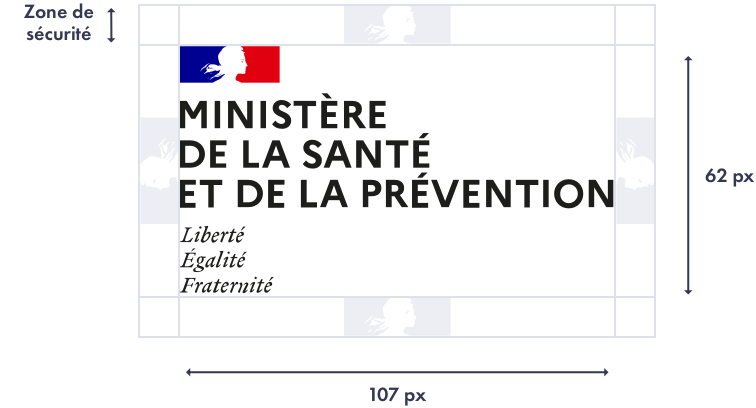 Zone de
sécurité
MINISTÈRE
DE LA SANTÉ
ET DE LA PRÉVENTION
Liberté
Égalité
Fraternité
62 px
107 px